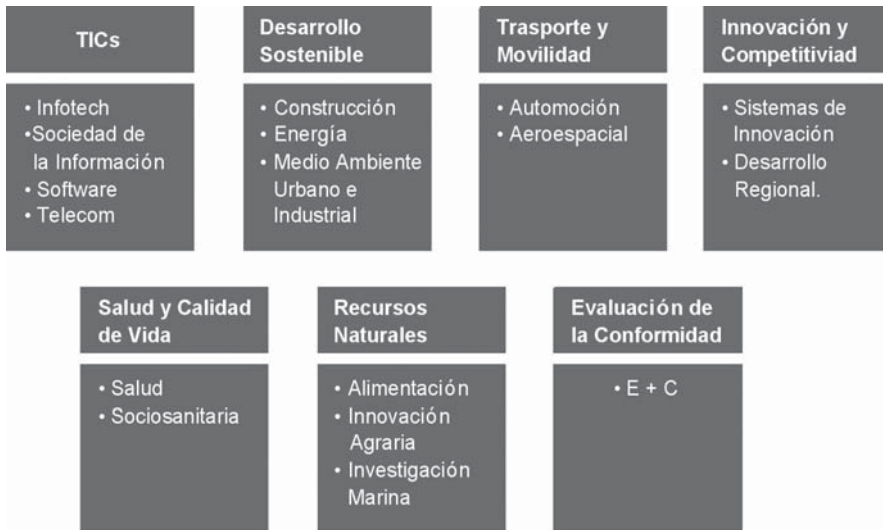 TICs
• Infotech
•Sociedad de
la Información
• Software
• Telecom
Desarrollo
Sostenible
• Construcción
• Energía
• Medio Ambiente
Urbano e
Industrial
Trasporte y
Movilidad
• Automoción
• Aeroespacial
Innovación y
Competitiviad
• Sistemas de
Innovación
• Desarrollo
Regional.
Salud y Calidad
de Vida
• Salud
• Sociosanitaria
Recursos
Naturales
• Alimentación
• Innovación
Agraria
• Investigación
Marina
Evaluación de
la Conformidad
• E + C